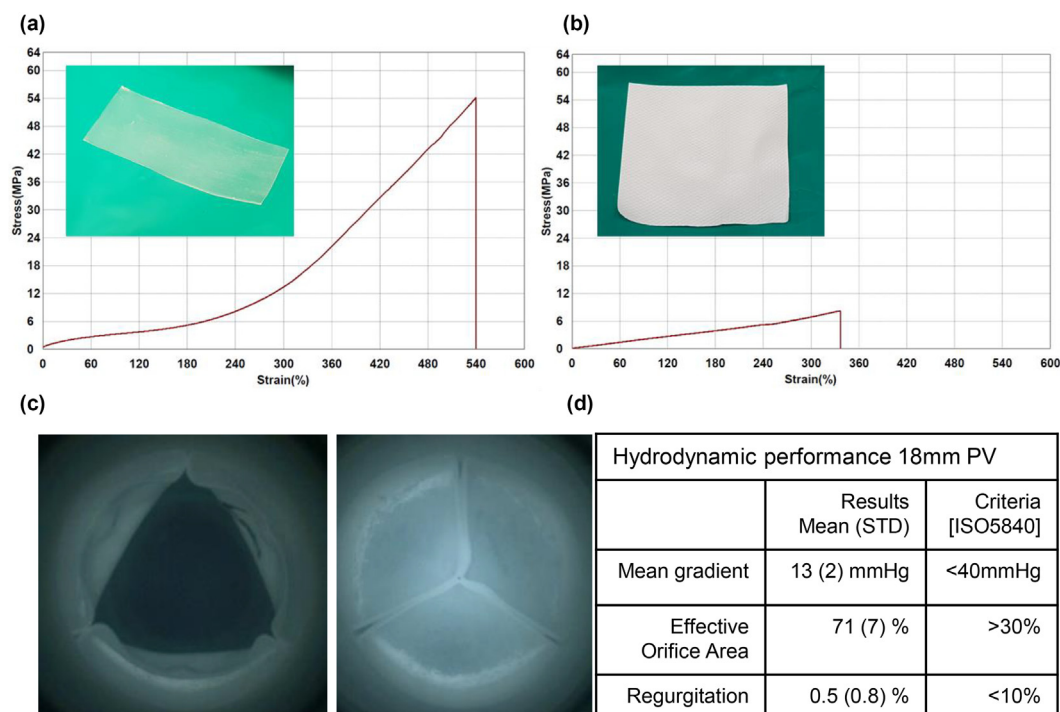 (a)
64
60
54
48
42
36
30
24
18
12
6
0
Stress(MPa)
0 60 120 180 240 300 360 420 480 540 600
Strain(%)
(b)
64
60
54
48
42
36
30
24
18
12
6
0
Stress(MPa)
0 60 120 180 240 300 360 420 480 540 600
Strain(%)
(c)
(d)
Hydrodynamic performance 18mm PV
Results Criteria
Mean (STD) [ISO5840]
Mean gradient 13 (2) mmHg <40mmHg
Effective 71 (7) % >30%
Orifice Area
Regurgitation 0.5 (0.8) % <10%